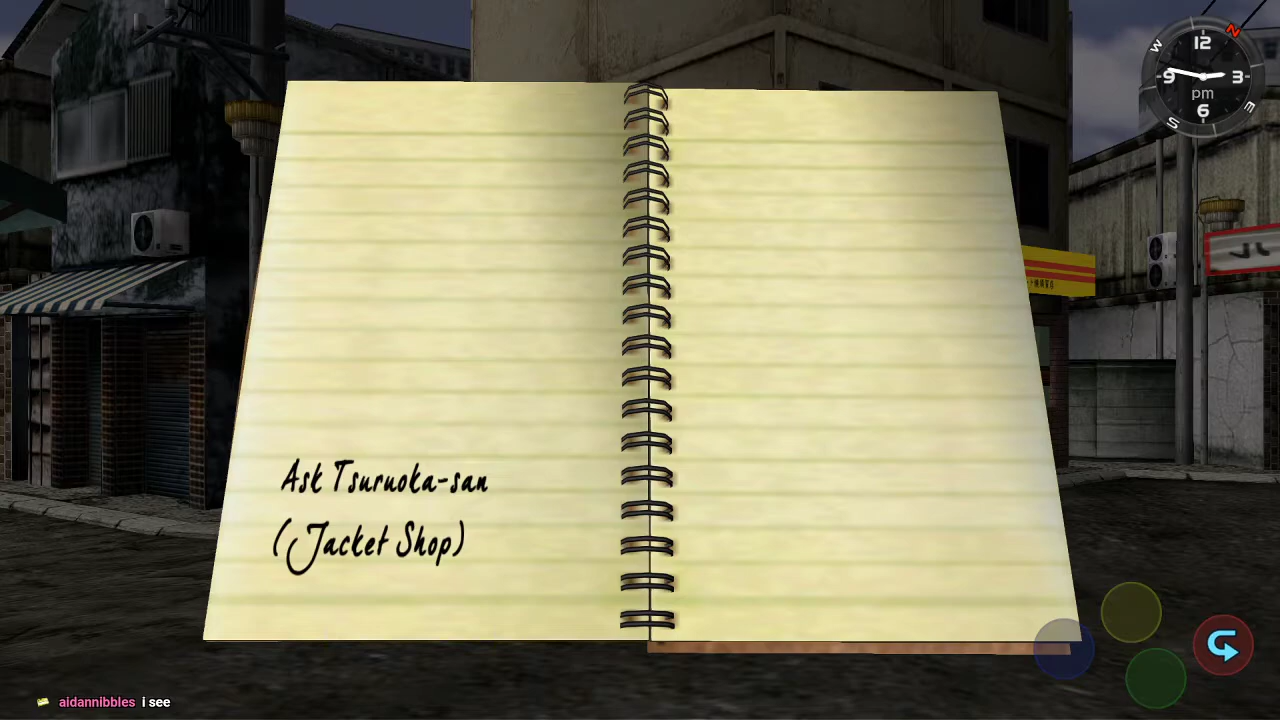 12
W
N
9
3
pm
S
6
E
Ask Tsuruoka-san
(Jacket Shop)
aidannibbles i see